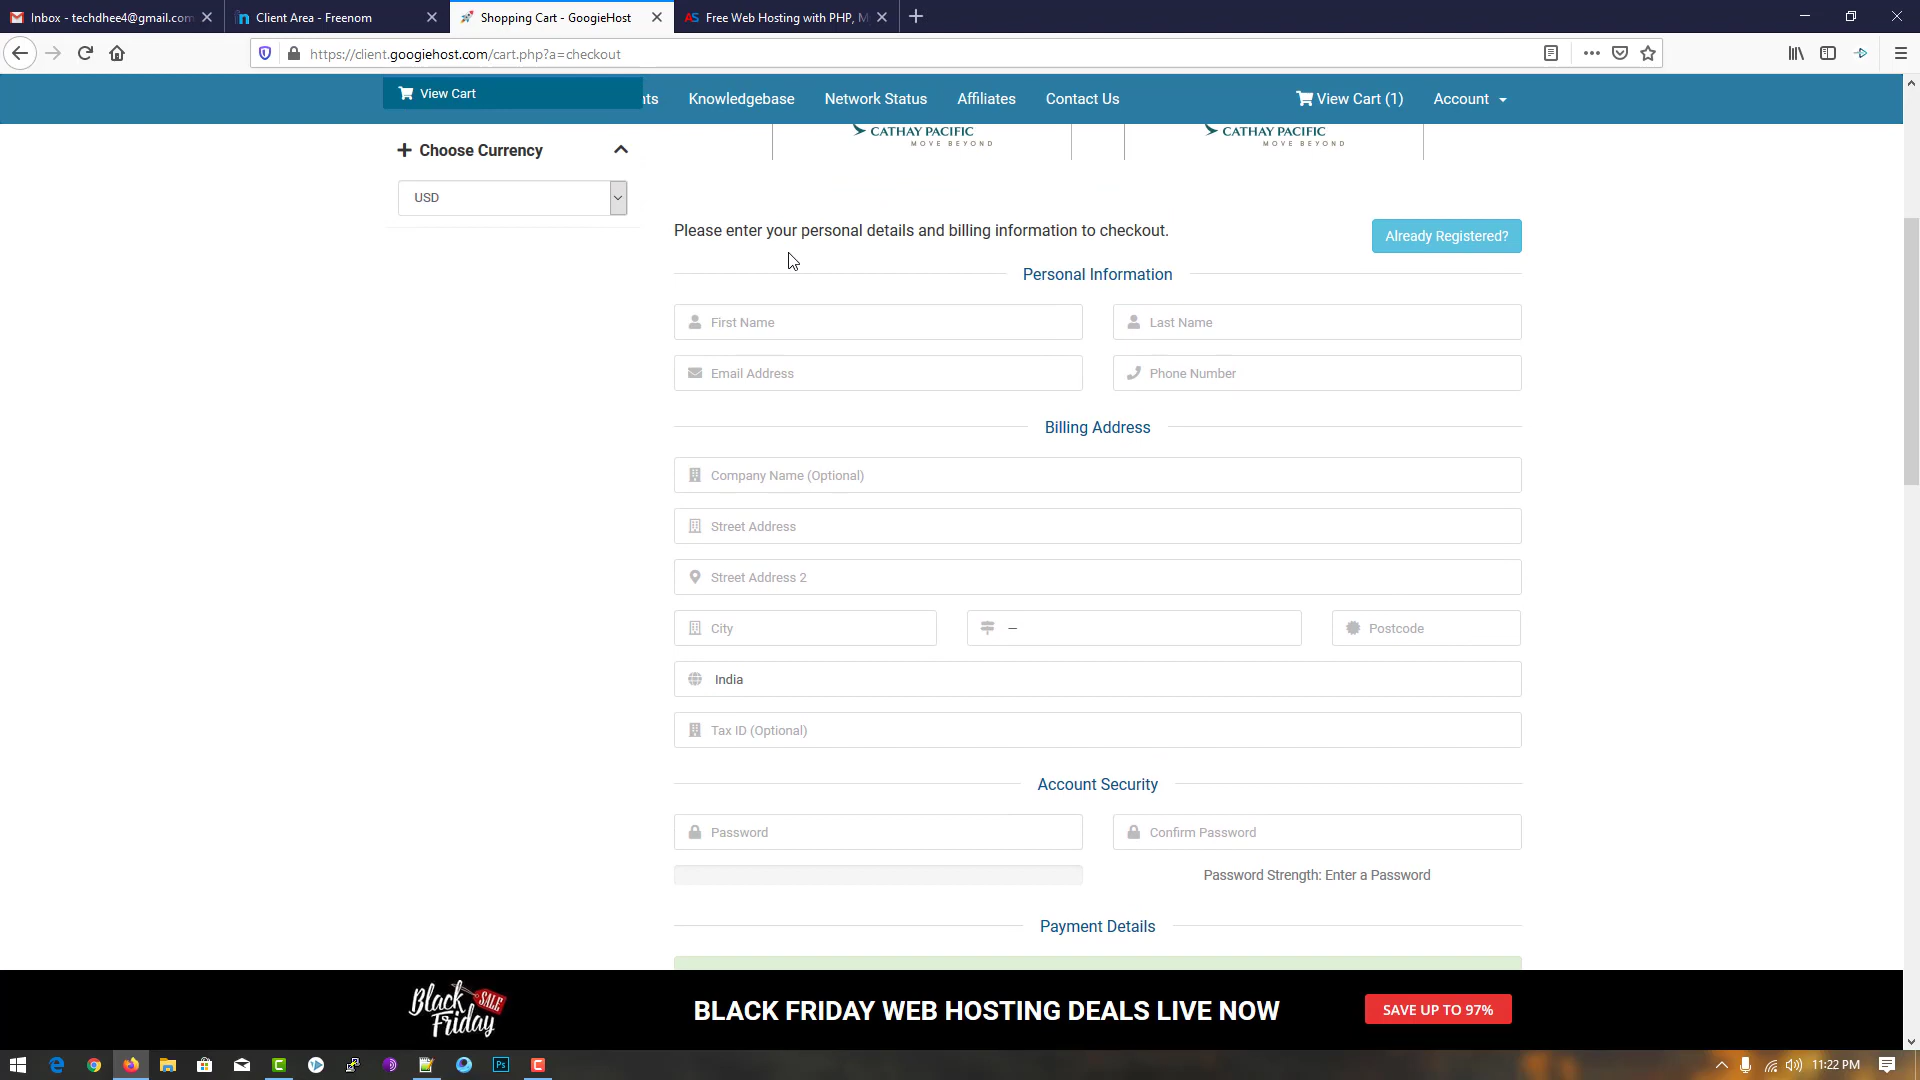 Inbox - techdhee4@gmail.com
Client Area - Freenom
Shopping Cart - GoogieHost
Free Web Hosting with PHP, M
https://client.googiehost.com/cart.php?a=checkout
View Cart
nts
Knowledgebase
Network Status
Affiliates
Contact Us
View Cart (1)
Account
CATHAY PACIFIC
MOVE BEYOND
CATHAY PACIFIC
MOVE BEYOND
Choose Currency
USD
Please enter your personal details and billing information to checkout.
Already Registered?
Personal Information
First Name
Last Name
Email Address
Phone Number
Billing Address
Company Name (Optional)
Street Address
Street Address 2
City
—
Postcode
India
Tax ID (Optional)
Account Security
Password
Confirm Password
Password Strength: Enter a Password
Payment Details
Black Friday SALE
BLACK FRIDAY WEB HOSTING DEALS LIVE NOW
SAVE UP TO 97%
11:22 PM